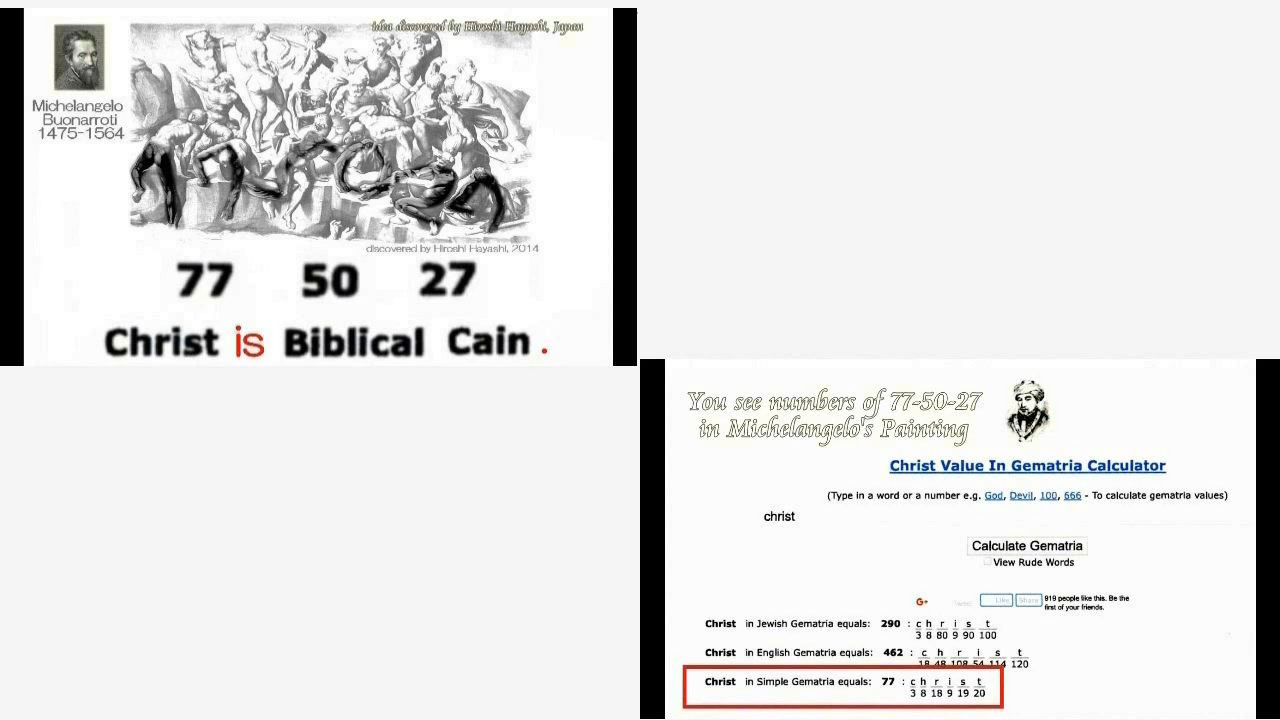 idea discovered by Hiroshi Hayashi, Japan
Michelangelo
Buonarroti
1475-1564
discovered by Hiroshi Hayashi, 2014
77 50 27
Christ is Biblical Cain .
You see numbers of 77-50-27
in Michelangelo's Painting
Christ Value In Gematria Calculator
(Type in a word or a number e.g. God, Devil, 100, 666 - To calculate gematria values)
christ
Calculate Gematria
View Rude Words
G+ Tweet Like Share 919 people like this. Be the
first of your friends.
Christ in Jewish Gematria equals: 290 : c h r i s t
3 8 80 9 90 100
Christ in English Gematria equals: 462 : c h r i s t
18 48 108 54 114 120
Christ in Simple Gematria equals: 77 : c h r i s t
3 8 18 9 19 20